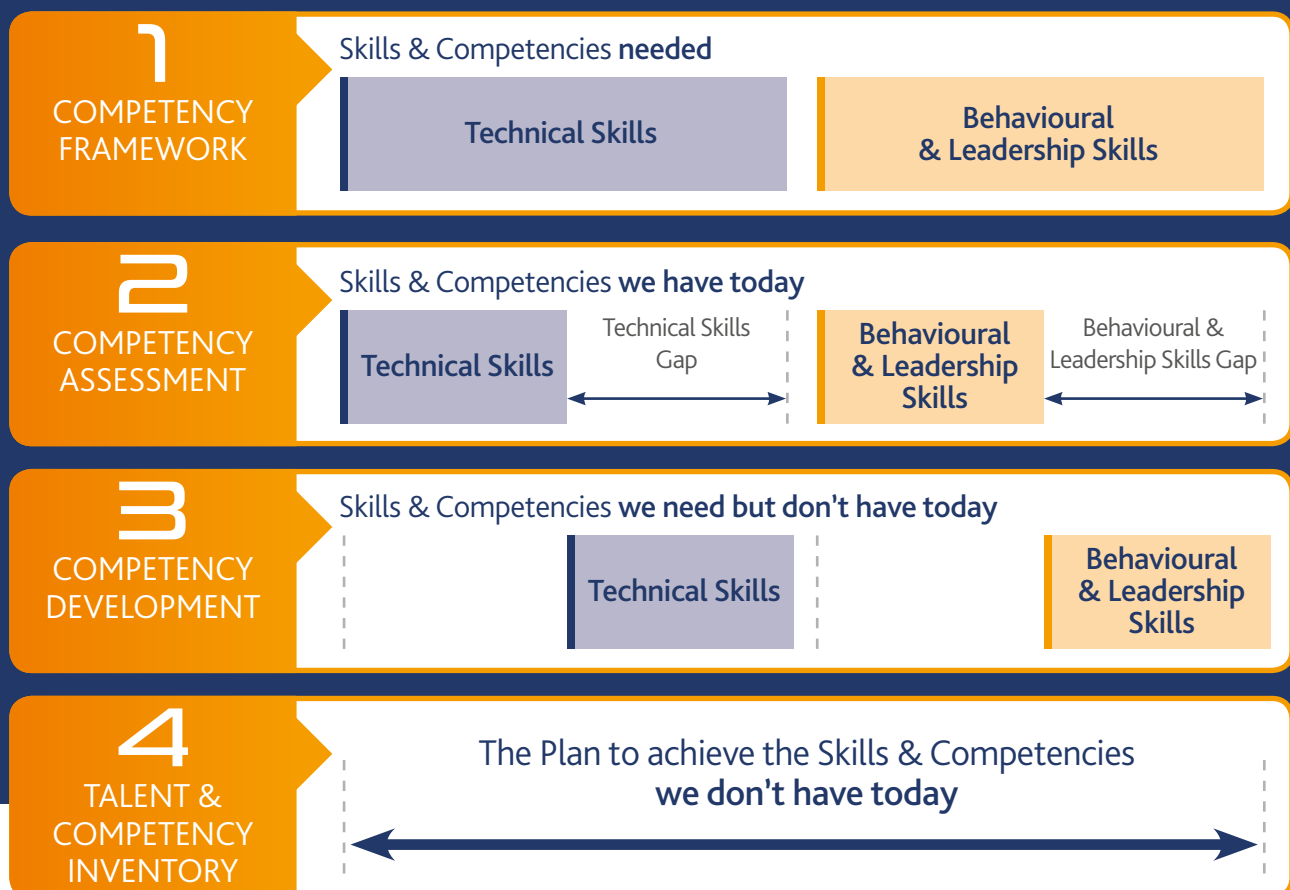 1
COMPETENCY
FRAMEWORK
Skills & Competencies needed
Technical Skills
Behavioural
& Leadership Skills
2
COMPETENCY
ASSESSMENT
Skills & Competencies we have today
Technical Skills
Technical Skills
Gap
Behavioural
& Leadership
Skills
Behavioural &
Leadership Skills Gap
3
COMPETENCY
DEVELOPMENT
Skills & Competencies we need but don't have today
Technical Skills
Behavioural
& Leadership
Skills
4
TALENT &
COMPETENCY
INVENTORY
The Plan to achieve the Skills & Competencies
we don't have today